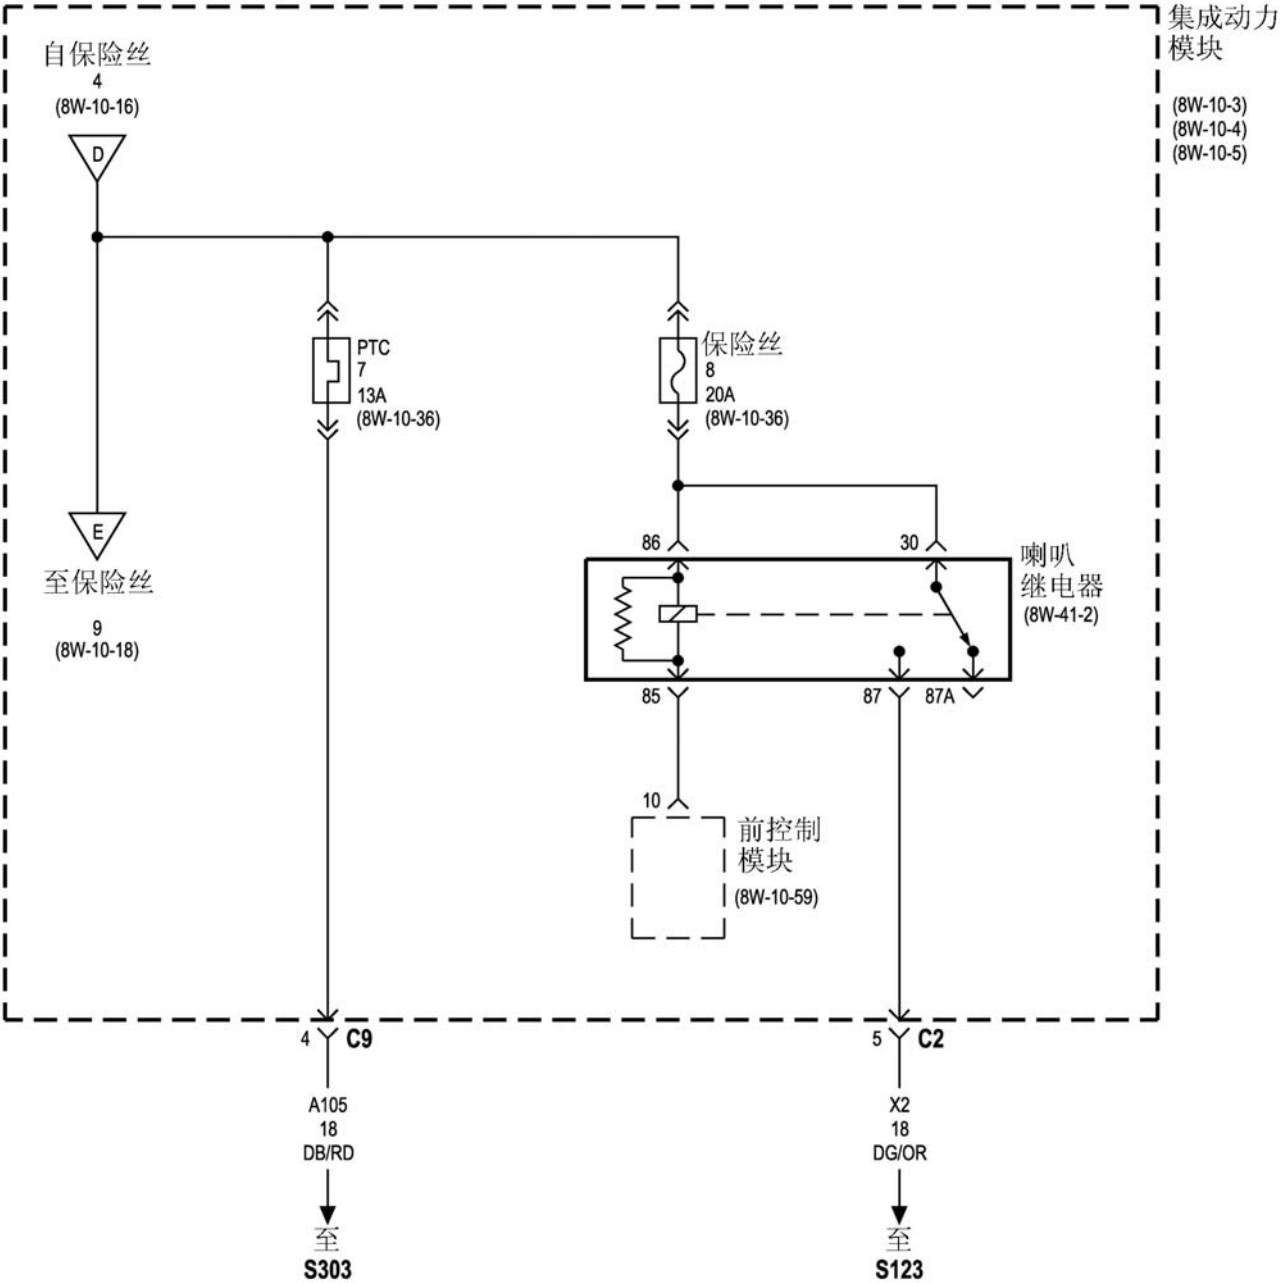 集成动力
模块
(8W-10-3)
(8W-10-4)
(8W-10-5)
自保险丝
4
(8W-10-16)
D
PTC
7
13A
(8W-10-36)
保险丝
8
20A
(8W-10-36)
E
至保险丝
9
(8W-10-18)
86
30
喇叭
继电器
(8W-41-2)
85
87
87A
10
前控制
模块
(8W-10-59)
4
C9
5
C2
A105
18
DB/RD
至
S303
X2
18
DG/OR
至
S123